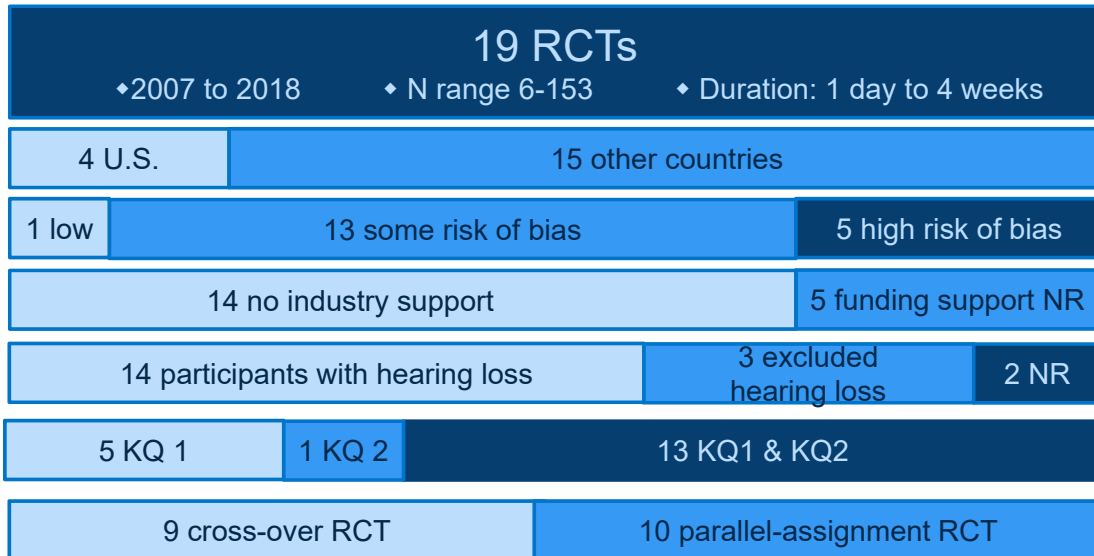 19 RCTs
◆2007 to 2018 ◆ N range 6-153 ◆ Duration: 1 day to 4 weeks
4 U.S. 15 other countries
1 low 13 some risk of bias 5 high risk of bias
14 no industry support 5 funding support NR
14 participants with hearing loss 3 excluded hearing loss 2 NR
5 KQ 1 1 KQ 2 13 KQ1 & KQ2
9 cross-over RCT 10 parallel-assignment RCT